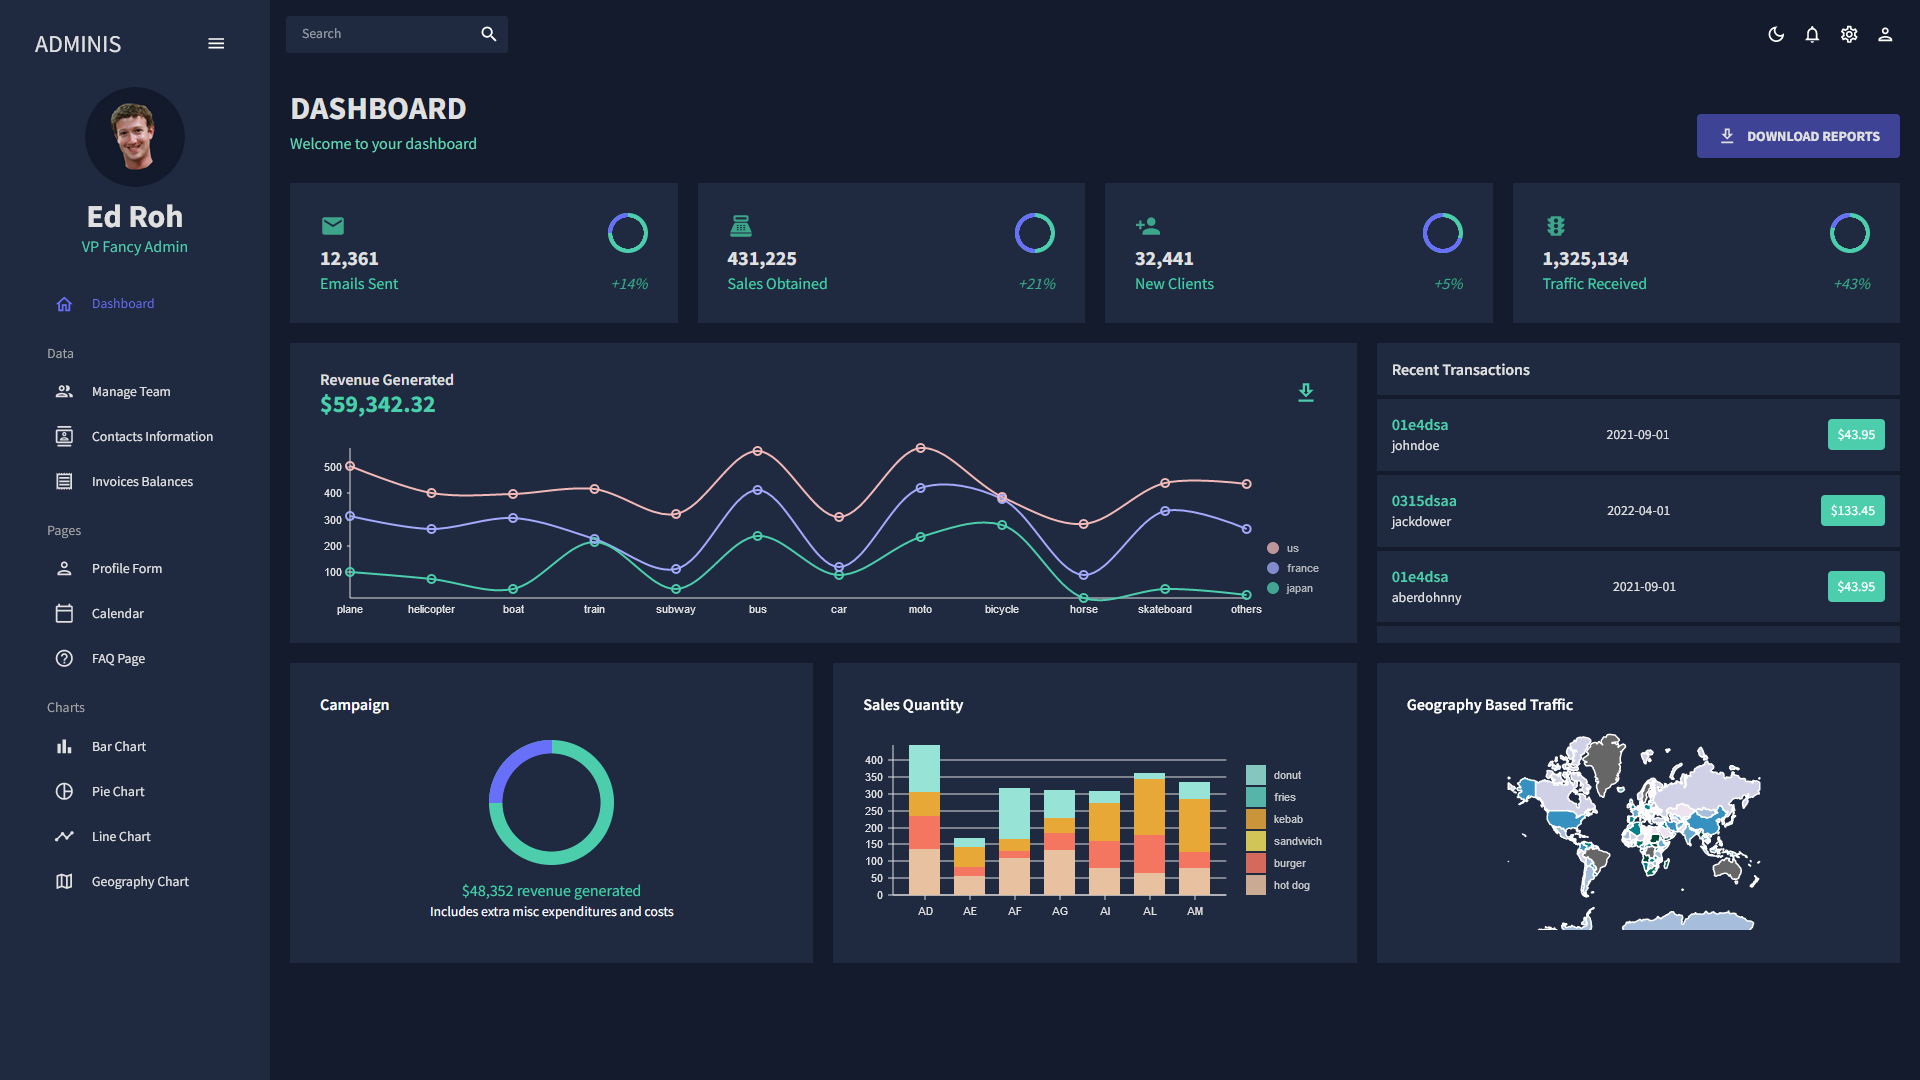 ADMINIS
Search
Ed Roh
VP Fancy Admin
Dashboard
Data
Manage Team
Contacts Information
Invoices Balances
Pages
Profile Form
Calendar
FAQ Page
Charts
Bar Chart
Pie Chart
Line Chart
Geography Chart
DASHBOARD
Welcome to your dashboard
DOWNLOAD REPORTS
12,361
Emails Sent +14%
431,225
Sales Obtained +21%
32,441
New Clients +5%
1,325,134
Traffic Received +43%
Revenue Generated
$59,342.32
500
400
300
200
100
plane helicopter boat train subway bus car moto bicycle horse skateboard others
us
france
japan
Recent Transactions
01e4dsa
johndoe
2021-09-01
$43.95
0315dsaa
jackdower
2022-04-01
$133.45
01e4dsa
aberdohnny
2021-09-01
$43.95
Campaign
$48,352 revenue generated
Includes extra misc expenditures and costs
Sales Quantity
400
350
300
250
200
150
100
50
0
AD AE AF AG AI AL AM
donut
fries
kebab
sandwich
burger
hot dog
Geography Based Traffic